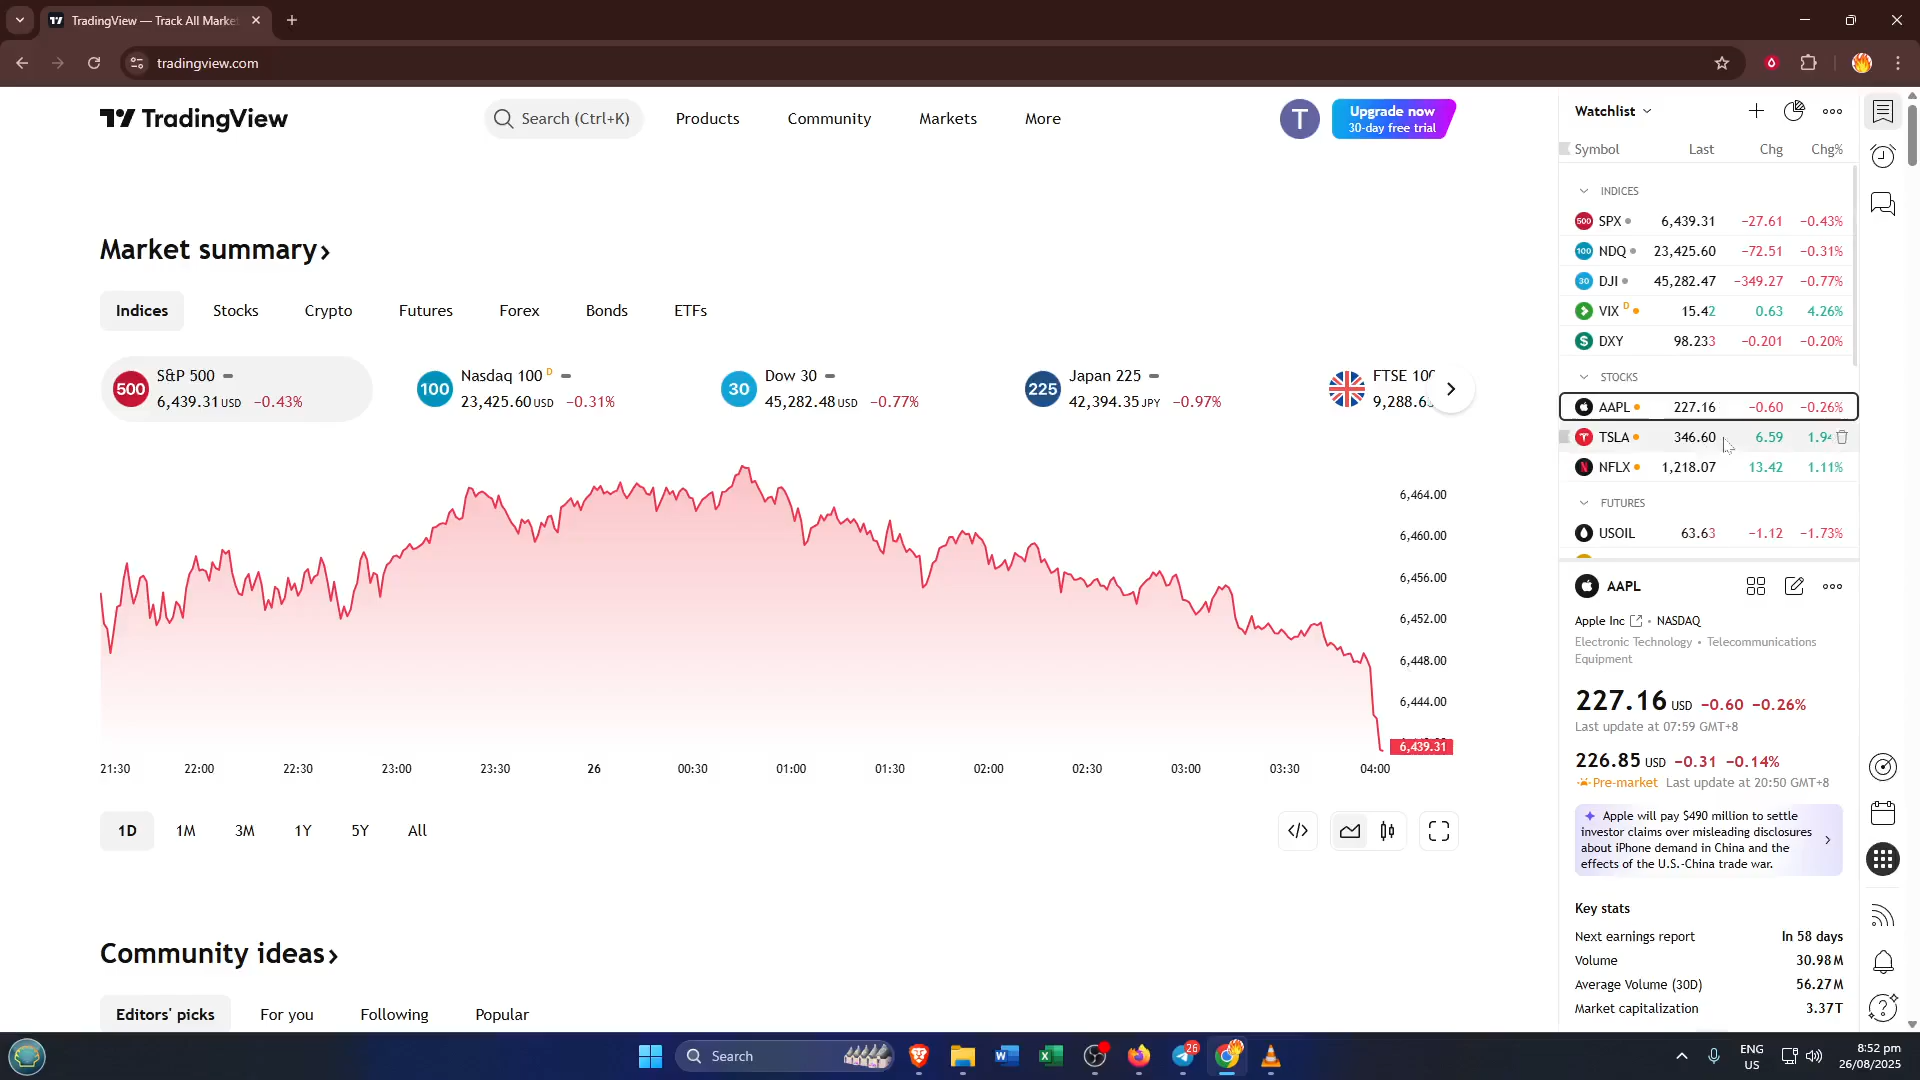 TradingView — Track All Marke
tradingview.com
TradingView
Search (Ctrl+K)
Products
Community
Markets
More
T
Upgrade now
30-day free trial
Market summary
Indices
Stocks
Crypto
Futures
Forex
Bonds
ETFs
500
S&P 500
6,439.31 USD −0.43%
100
Nasdaq 100 D
23,425.60 USD −0.31%
30
Dow 30
45,282.48 USD −0.77%
225
Japan 225
42,394.35 JPY −0.97%
FTSE 100
6,464.00
6,460.00
6,456.00
6,452.00
6,448.00
6,444.00
6,439.31
21:30 22:00 22:30 23:00 23:30 26 00:30 01:00 01:30 02:00 02:30 03:00 03:30 04:00
1D 1M 3M 1Y 5Y All
Community ideas
Editors' picks
For you
Following
Popular
Watchlist
Symbol Last Chg Chg%
INDICES
500 SPX 6,439.31 −27.61 −0.43%
100 NDQ 23,425.60 −72.51 −0.31%
30 DJI 45,282.47 −349.27 −0.77%
VIX D 15.42 0.63 4.26%
DXY 98.233 −0.201 −0.20%
STOCKS
AAPL 227.16 −0.60 −0.26%
TSLA 346.60 6.59
NFLX 1,218.07 13.42 1.11%
FUTURES
USOIL 63.63 −1.12 −1.73%
AAPL
Apple Inc • NASDAQ
Electronic Technology • Telecommunications
Equipment
227.16 USD −0.60 −0.26%
Last update at 07:59 GMT+8
226.85 USD −0.31 −0.14%
Pre-market Last update at 20:50 GMT+8
Apple will pay $490 million to settle
investor claims over misleading disclosures
about iPhone demand in China and the
effects of the U.S.-China trade war.
Key stats
Next earnings report In 58 days
Volume 30.98 M
Average Volume (30D) 56.27 M
Market capitalization 3.37 T
Search
26
ENG
US
8:52 pm
26/08/2025